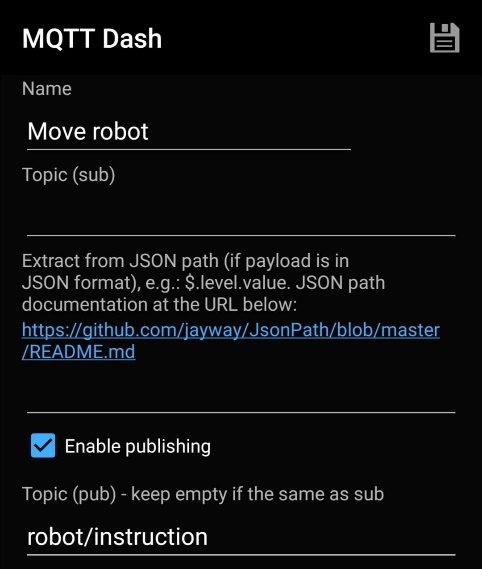 MQTT Dash
Name
Move robot
Topic (sub)
Extract from JSON path (if payload is in
JSON format), e.g.: $.level.value. JSON path
documentation at the URL below:
https://github.com/jayway/JsonPath/blob/master
/README.md
Enable publishing
Topic (pub) - keep empty if the same as sub
robot/instruction